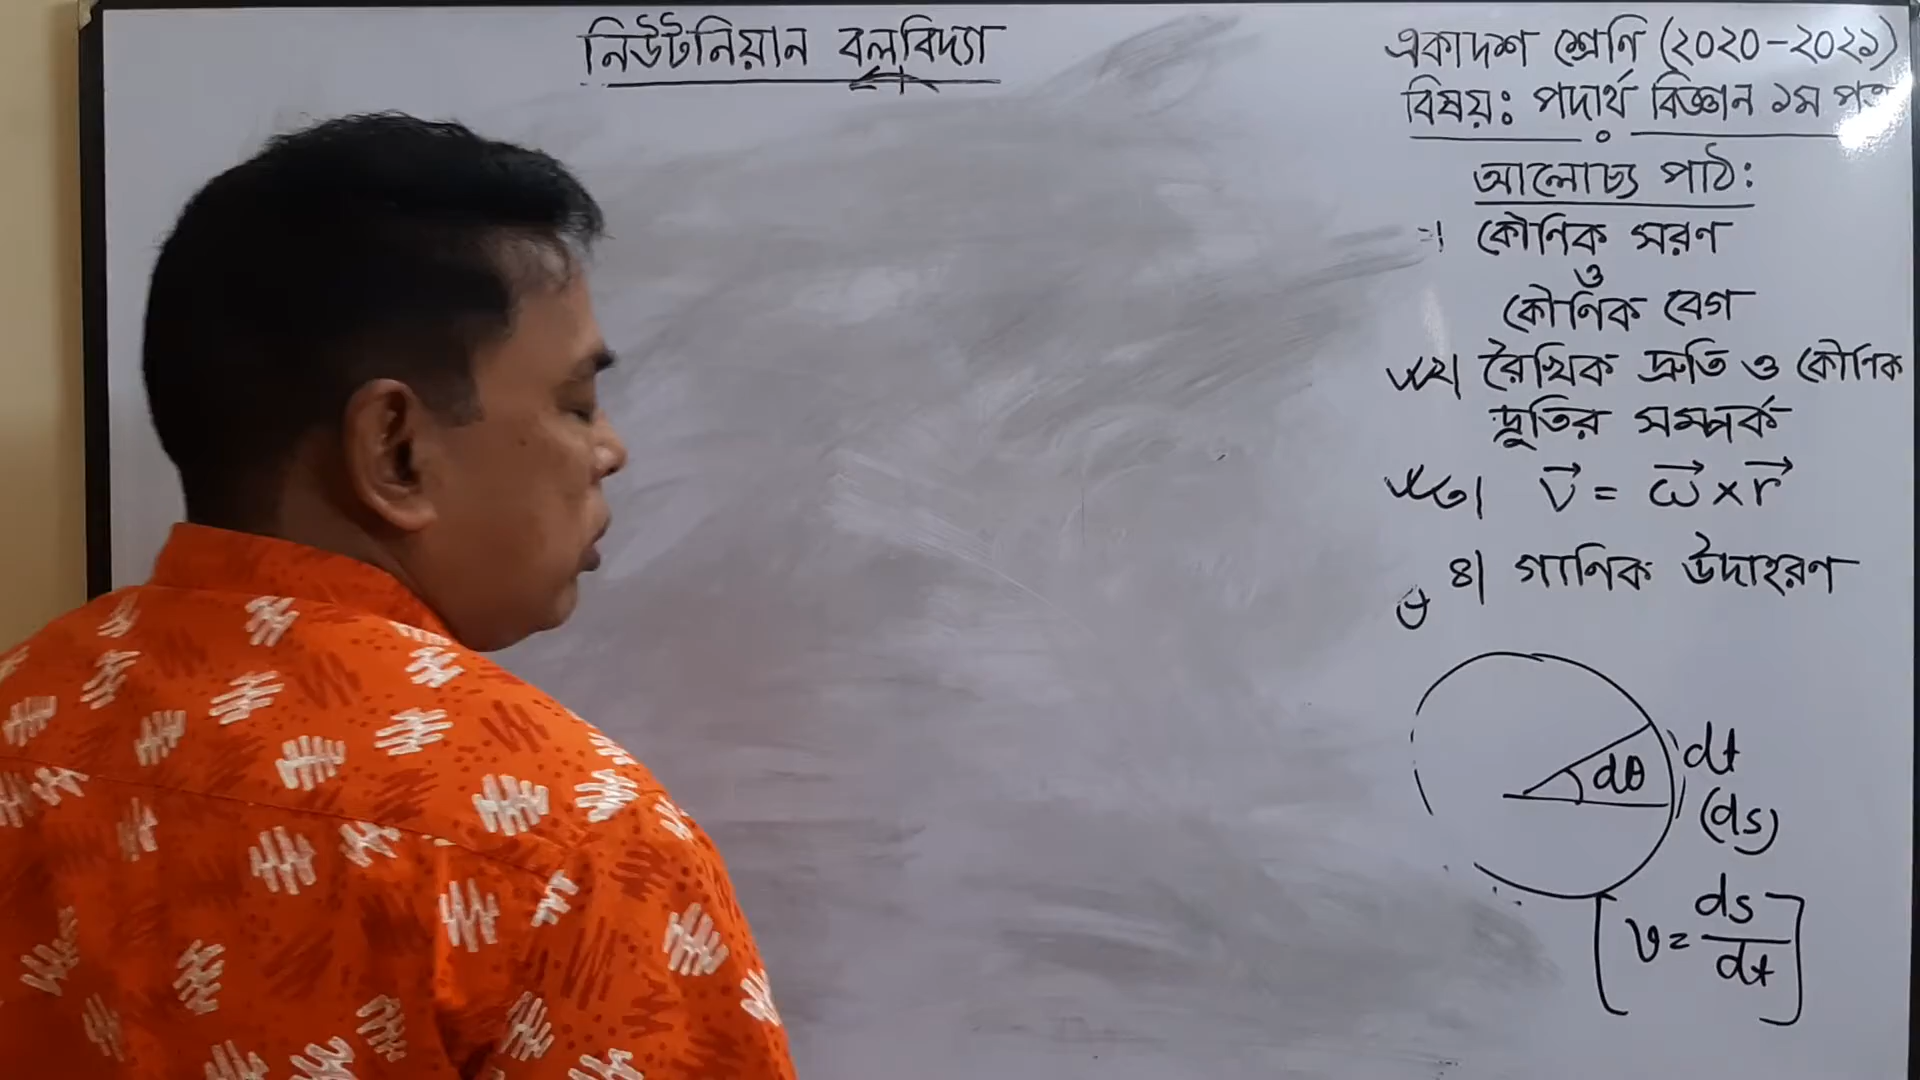 নিউটনিয়ান বলবিদ্যা
একাদশ শ্রেণি (২০২০-২০২১)
বিষয়ঃ পদার্থ বিজ্ঞান ১ম পত্র
আলোচ্য পাঠ:
১। কৌণিক সরণ
ও
কৌণিক বেগ
২। রৈখিক দ্রুতি ও কৌণিক
দ্রুতির সম্পর্ক
৩। v⃗ = ω⃗ × r⃗
৪। গাণিক উদাহরণ
dθ
dt
(ds)
[v = ds/dt]